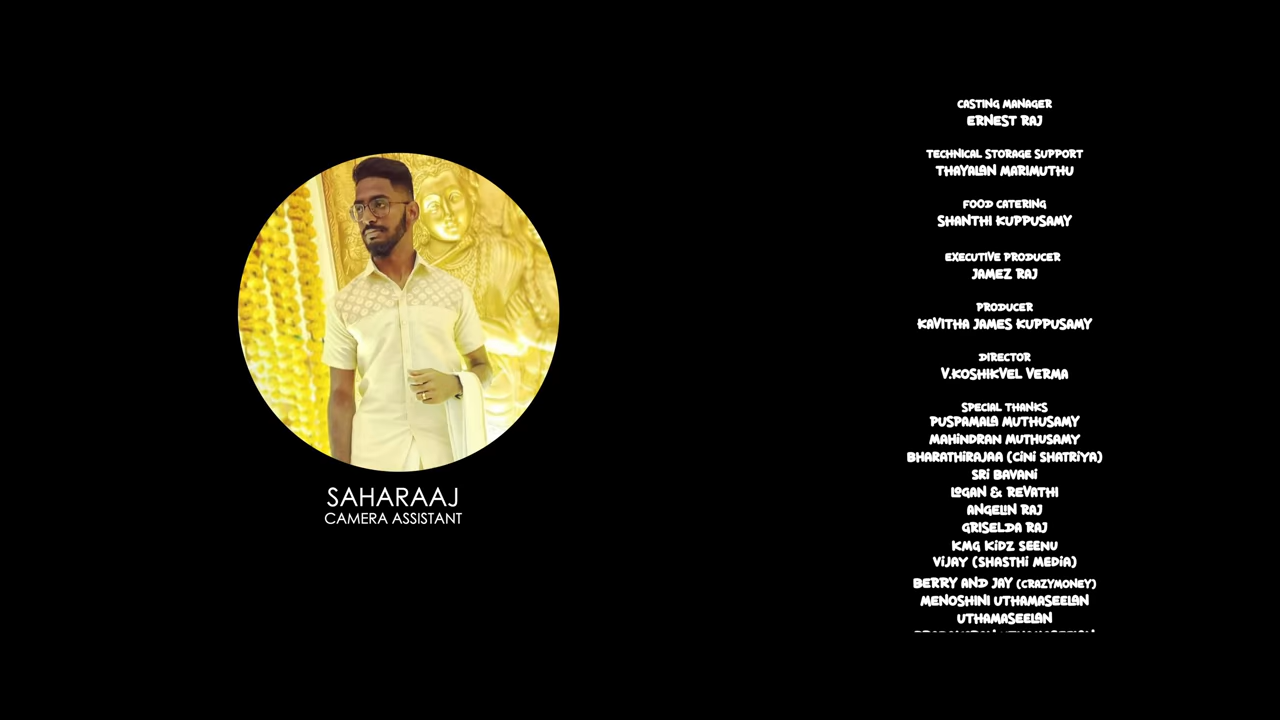 SAHARAAJ
CAMERA ASSISTANT
CASTING MANAGER
ERNEST RAJ
TECHNICAL STORAGE SUPPORT
THAYALAN MARIMUTHU
FOOD CATERING
SHANTHI KUPPUSAMY
EXECUTIVE PRODUCER
JAMEZ RAJ
PRODUCER
KAVITHA JAMES KUPPUSAMY
DIRECTOR
V.KOSHIKVEL VERMA
SPECIAL THANKS
PUSPAMALA MUTHUSAMY
MAHINDRAN MUTHUSAMY
BHARATHIRAJAA (CINI SHATRIYA)
SRI BAVANI
LOGAN & REVATHI
ANGELIN RAJ
GRISELDA RAJ
KMG KIDZ SEENU
VIJAY (SHASTHI MEDIA)
BERRY AND JAY (CRAZYMONEY)
MENOSHINI UTHAMASEELAN
UTHAMASEELAN